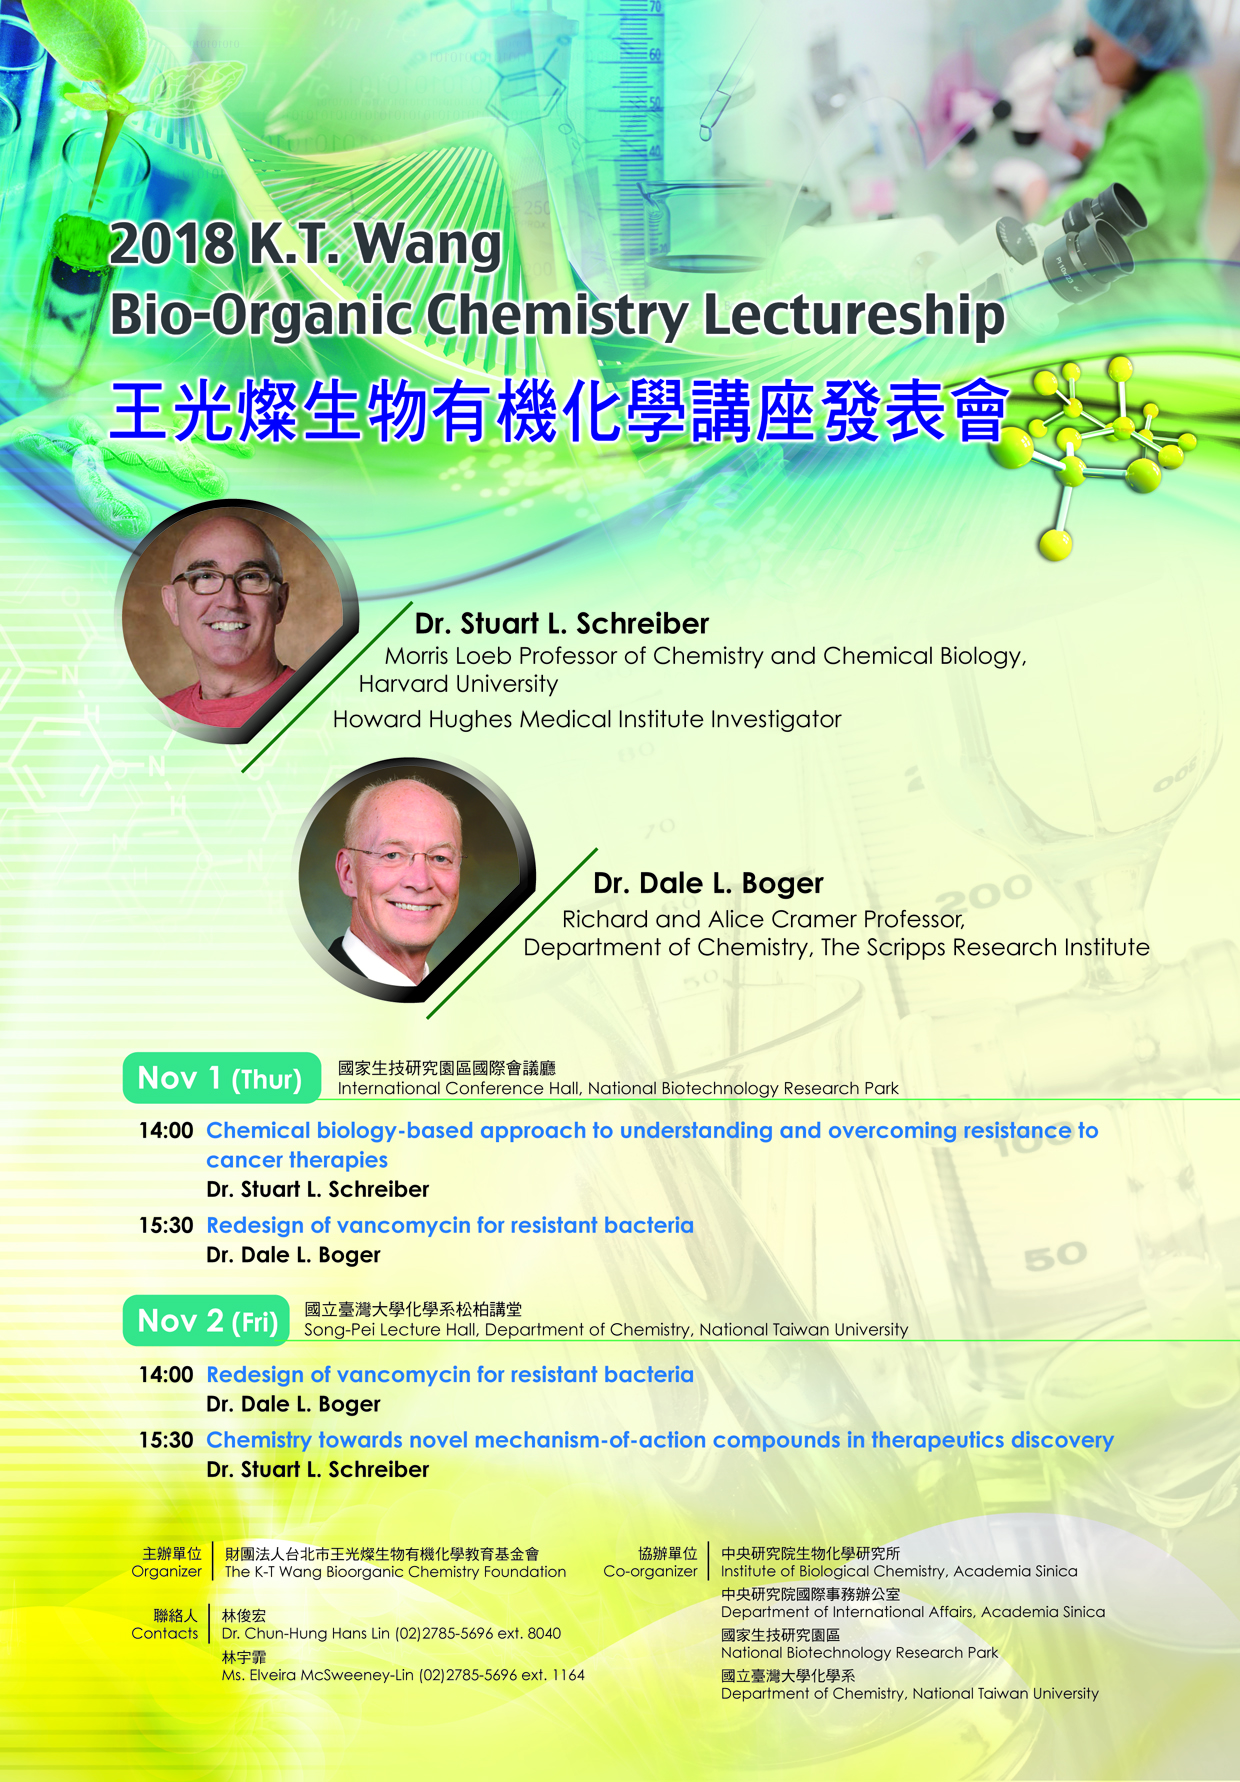 2018 K.T. Wang
Bio-Organic Chemistry Lectureship
王光燦生物有機化學講座發表會
Dr. Stuart L. Schreiber
Morris Loeb Professor of Chemistry and Chemical Biology,
Harvard University
Howard Hughes Medical Institute Investigator
Dr. Dale L. Boger
Richard and Alice Cramer Professor,
Department of Chemistry, The Scripps Research Institute
Nov 1 (Thur)
國家生技研究園區國際會議廳
International Conference Hall, National Biotechnology Research Park
14:00 Chemical biology-based approach to understanding and overcoming resistance to
cancer therapies
Dr. Stuart L. Schreiber
15:30 Redesign of vancomycin for resistant bacteria
Dr. Dale L. Boger
Nov 2 (Fri)
國立臺灣大學化學系松柏講堂
Song-Pei Lecture Hall, Department of Chemistry, National Taiwan University
14:00 Redesign of vancomycin for resistant bacteria
Dr. Dale L. Boger
15:30 Chemistry towards novel mechanism-of-action compounds in therapeutics discovery
Dr. Stuart L. Schreiber
主辦單位
Organizer
財團法人台北市王光燦生物有機化學教育基金會
The K-T Wang Bioorganic Chemistry Foundation
聯絡人
Contacts
林俊宏
Dr. Chun-Hung Hans Lin (02)2785-5696 ext. 8040
林宇霏
Ms. Elveira McSweeney-Lin (02)2785-5696 ext. 1164
協辦單位
Co-organizer
中央研究院生物化學研究所
Institute of Biological Chemistry, Academia Sinica
中央研究院國際事務辦公室
Department of International Affairs, Academia Sinica
國家生技研究園區
National Biotechnology Research Park
國立臺灣大學化學系
Department of Chemistry, National Taiwan University